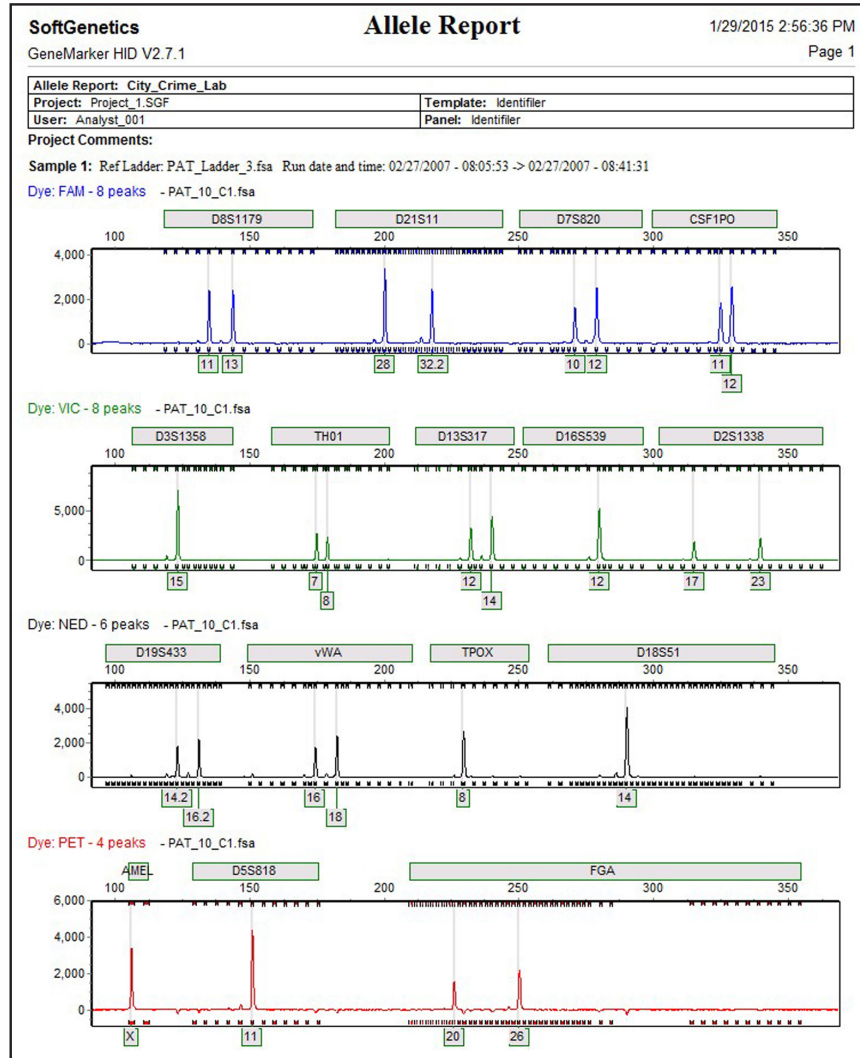 SoftGenetics
Allele Report
1/29/2015 2:56:36 PM
GeneMarker HID V2.7.1
Page 1
Allele Report: City_Crime_Lab
Project: Project_1.SGF Template: Identifiler
User: Analyst_001 Panel: Identifiler
Project Comments:
Sample 1: Ref Ladder: PAT_Ladder_3.fsa Run date and time: 02/27/2007 - 08:05:53 -> 02/27/2007 - 08:41:31
Dye: FAM - 8 peaks - PAT_10_C1.fsa
D8S1179 D21S11 D7S820 CSF1PO
100 150 200 250 300 350
4,000
2,000
0
11 13 28 32.2 10 12 11
12
Dye: VIC - 8 peaks - PAT_10_C1.fsa
D3S1358 TH01 D13S317 D16S539 D2S1338
100 150 200 250 300 350
5,000
0
15 7 12 12 17 23
8 14
Dye: NED - 6 peaks - PAT_10_C1.fsa
D19S433 vWA TPOX D18S51
100 150 200 250 300 350
4,000
2,000
0
14.2 16 8 14
16.2 18
Dye: PET - 4 peaks - PAT_10_C1.fsa
AMEL D5S818 FGA
100 150 200 250 300 350
6,000
4,000
2,000
0
X 11 20 26